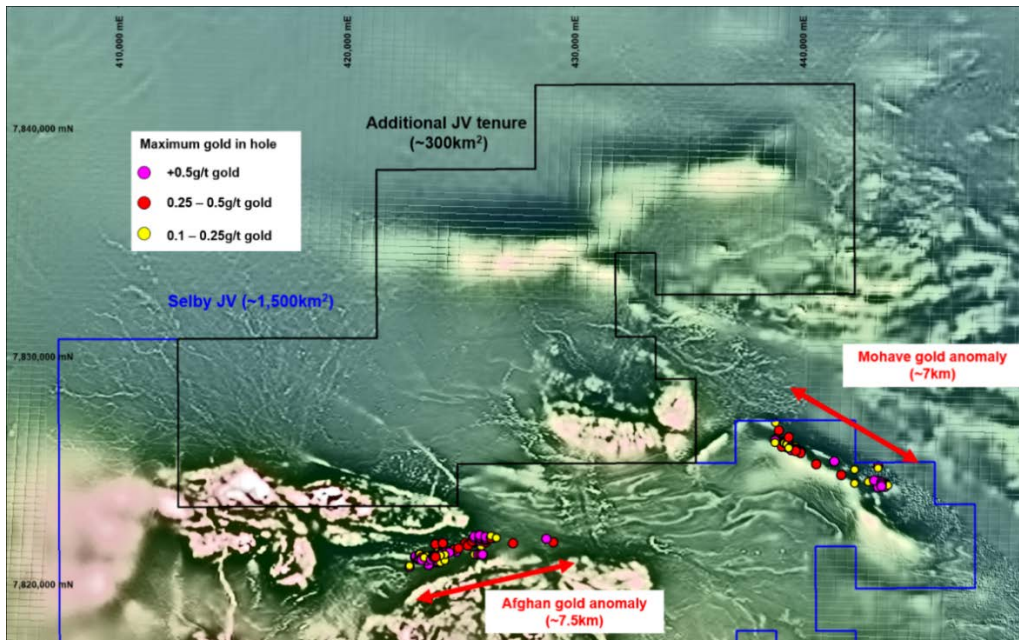 410,000 mE
420,000 mE
430,000 mE
440,000 mE
7,840,000 mN
Additional JV tenure
(~300km²)
Maximum gold in hole
+0.5g/t gold
0.25 – 0.5g/t gold
0.1 – 0.25g/t gold
Selby JV (~1,500km²)
7,830,000 mN
Mohave gold anomaly
(~7km)
7,820,000 mN
Afghan gold anomaly
(~7.5km)